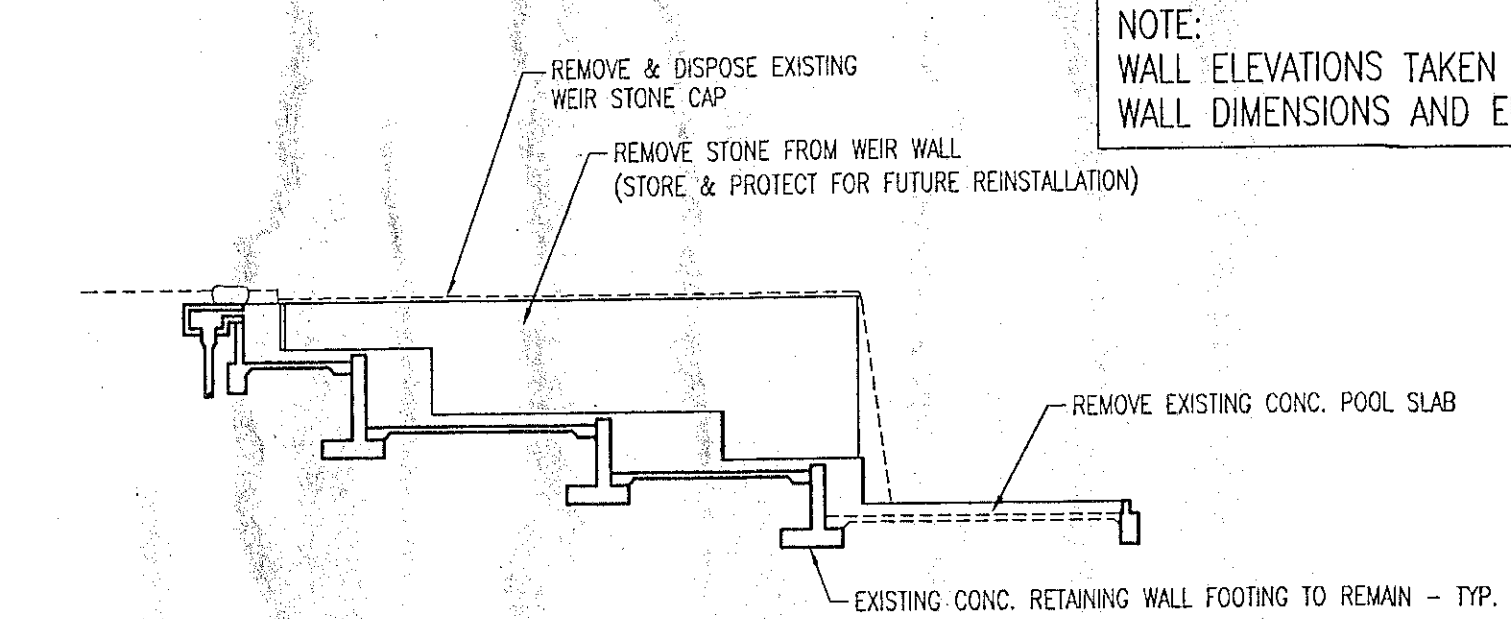 NOTE:
WALL ELEVATIONS TAKEN
WALL DIMENSIONS AND E
REMOVE & DISPOSE EXISTING
WEIR STONE CAP
REMOVE STONE FROM WEIR WALL
(STORE & PROTECT FOR FUTURE REINSTALLATION)
REMOVE EXISTING CONC. POOL SLAB
EXISTING CONC. RETAINING WALL FOOTING TO REMAIN - TYP.